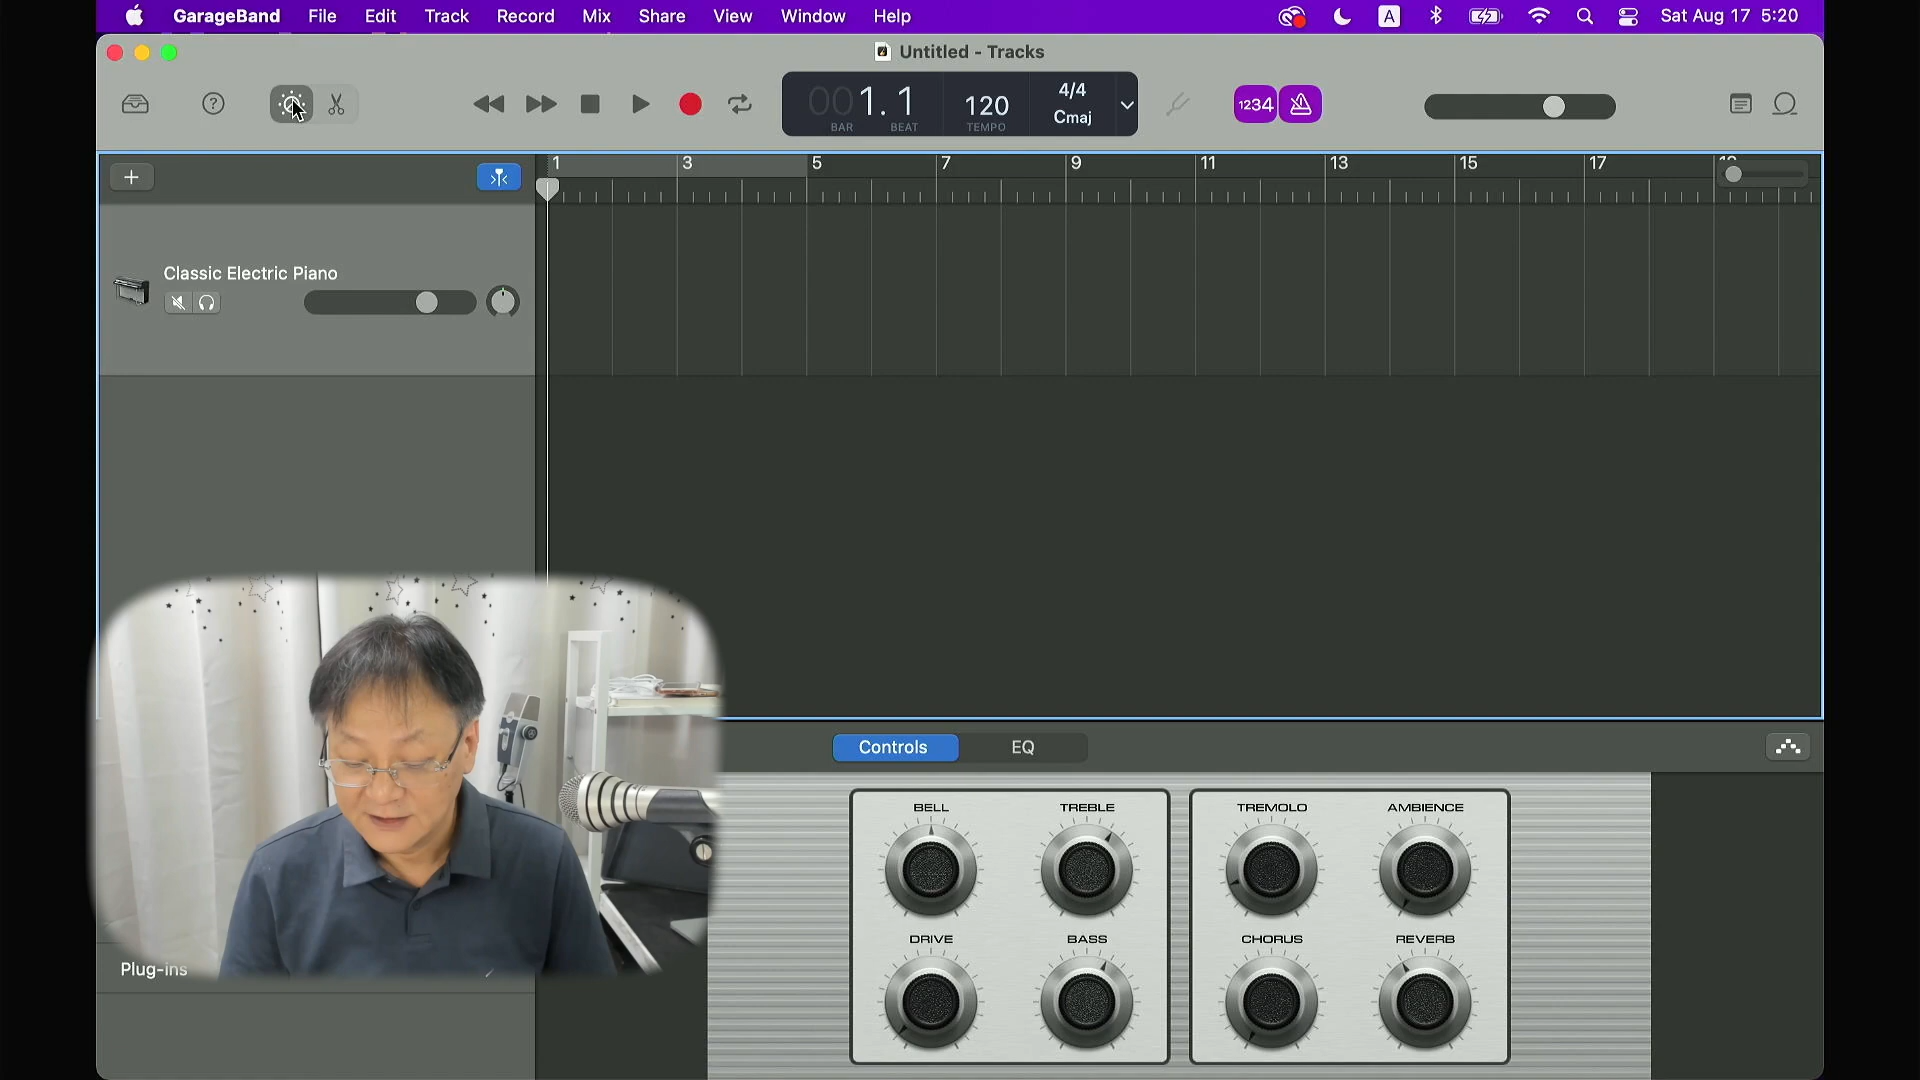 GarageBand File Edit Track Record Mix Share View Window Help A Sat Aug 17 5:20
Untitled - Tracks
001.1 120 4/4 Cmaj
BAR BEAT TEMPO
1234
1 3 5 7 9 11 13 15 17
Classic Electric Piano
Controls EQ
BELL TREBLE TREMOLO AMBIENCE
DRIVE BASS CHORUS REVERB
Plug-ins